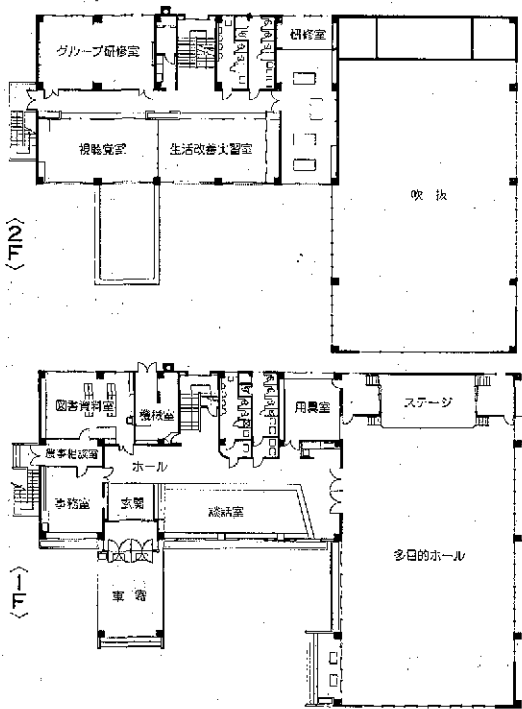 グループ研修室
研修室
視聴覚室
生活改善実習室
吹抜
〈2F〉
図書資料室
機械室
用具室
ステージ
農事相談室
ホール
事務室
玄関
談話室
多目的ホール
車寄
〈1F〉